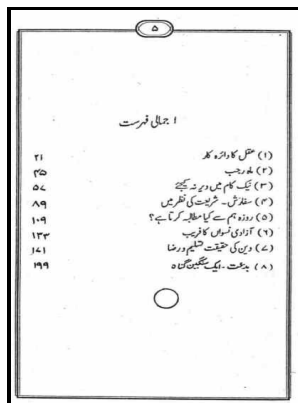 ۵
اجمالی فہرست
(۱) عقل کا دائرہ کار ۲۱
(۲) ماہ رجب ۴۵
(۳) نیک کام میں دیر نہ کیجئے ۵۷
(۴) سفارش - شریعت کی نظر میں ۸۹
(۵) روزہ ہم سے کیا مطالبہ کرتا ہے؟ ۱۰۹
(۶) آزادی نسواں کا فریب ۱۳۳
(۷) دین کی حقیقت تسلیم و رضا ۱۷۱
(۸) بدعت - ایک سنگین گناہ ۱۹۹